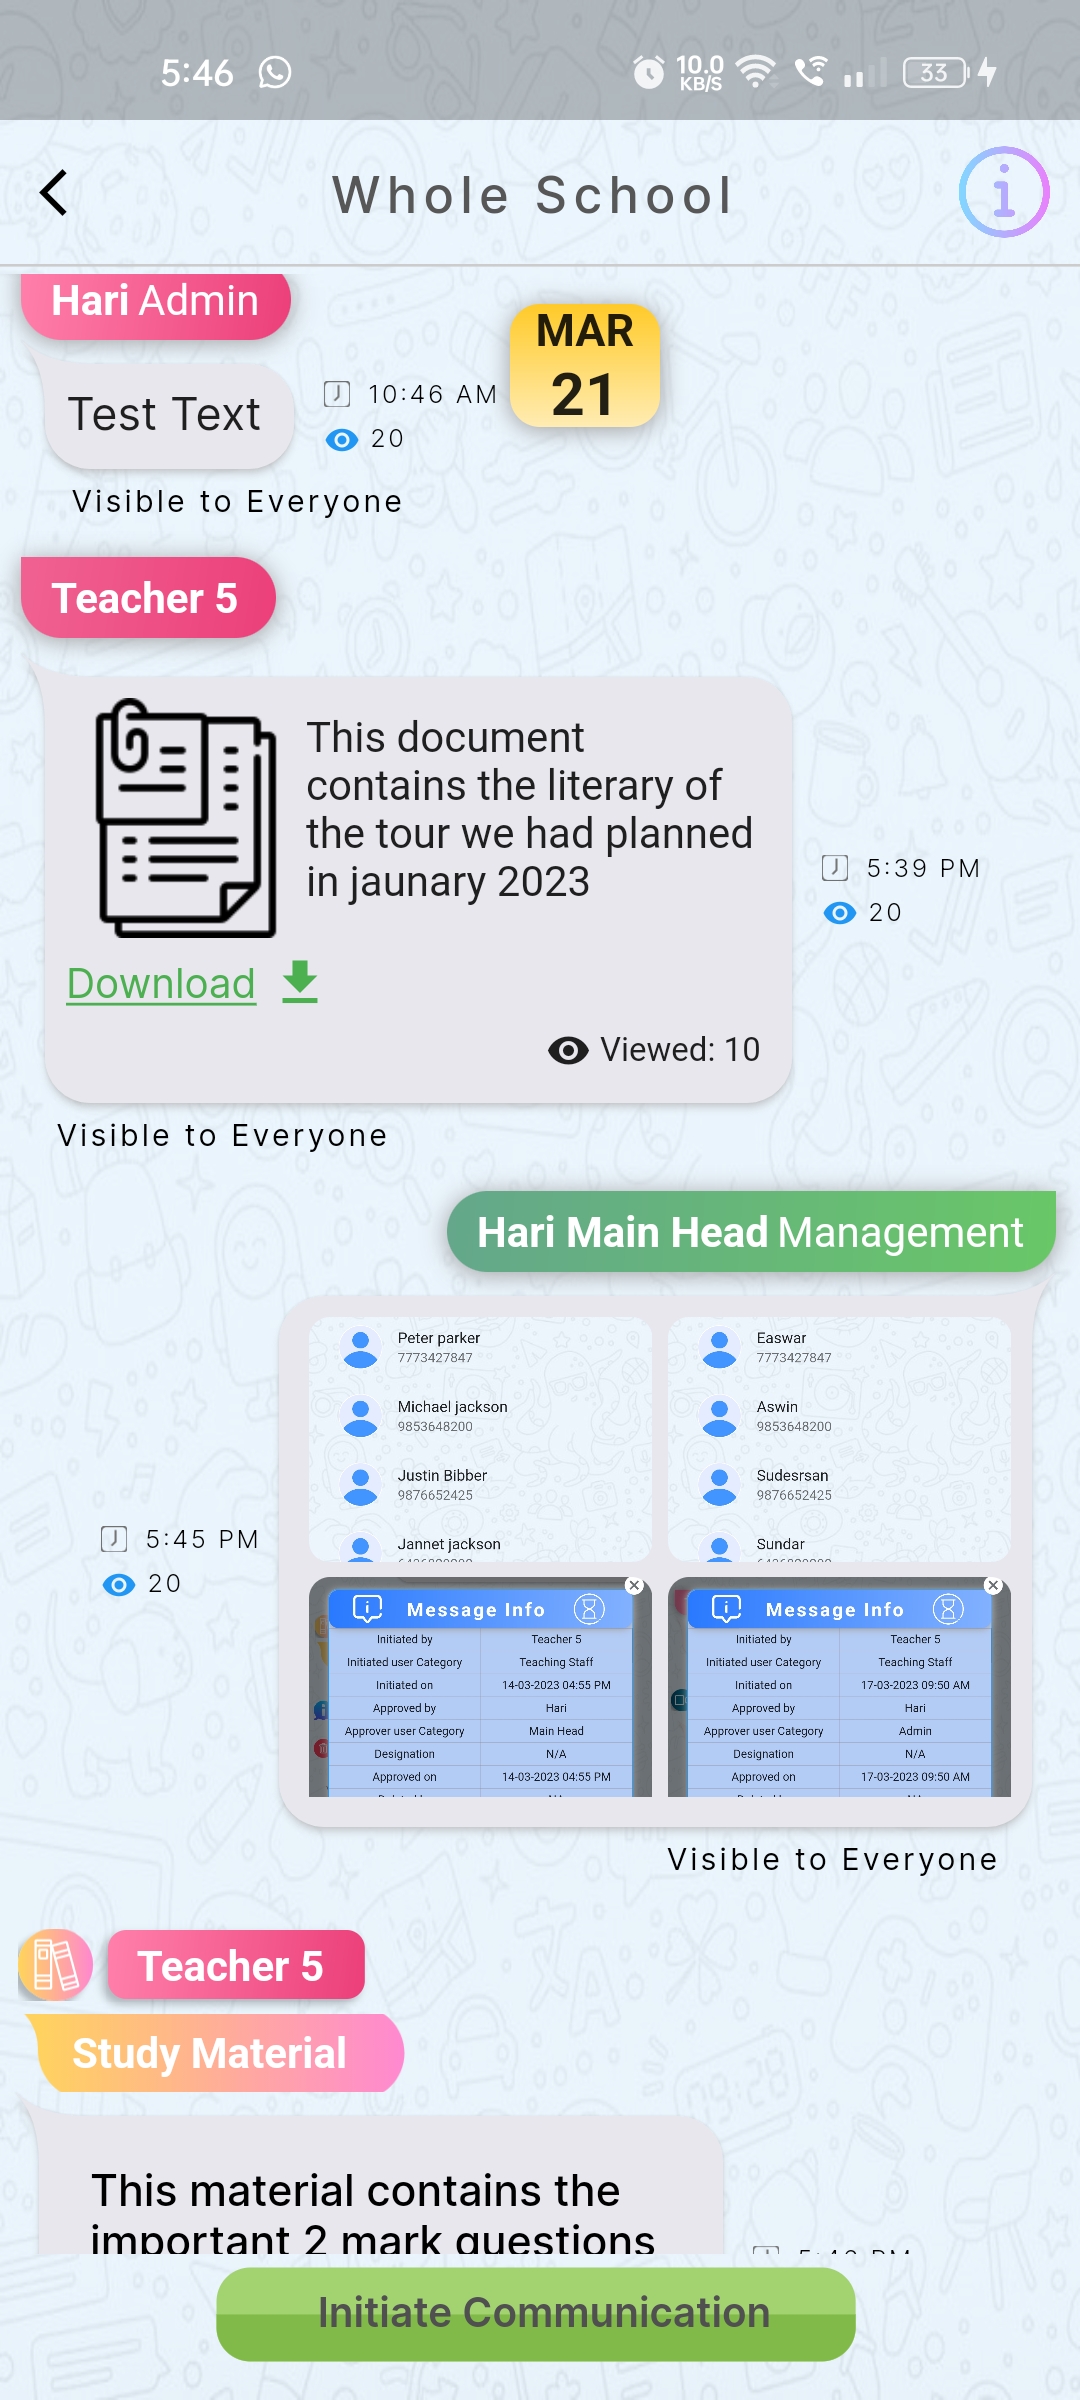 5:46
10.0
KB/S
33
Whole School
Hari Admin
MAR
21
Test Text
10:46 AM
20
Visible to Everyone
Teacher 5
This document
contains the literary of
the tour we had planned
in jaunary 2023
5:39 PM
20
Download
Viewed: 10
Visible to Everyone
Hari Main Head Management
Peter parker
7773427847
Michael jackson
9853648200
Justin Bibber
9876652425
Jannet jackson
Easwar
7773427847
Aswin
9853648200
Sudesrsan
9876652425
Sundar
5:45 PM
20
Message Info
Initiated by Teacher 5
Initiated user Category Teaching Staff
Initiated on 14-03-2023 04:55 PM
Approved by Hari
Approver user Category Main Head
Designation N/A
Approved on 14-03-2023 04:55 PM
Message Info
Initiated by Teacher 5
Initiated user Category Teaching Staff
Initiated on 17-03-2023 09:50 AM
Approved by Hari
Approver user Category Admin
Designation N/A
Approved on 17-03-2023 09:50 AM
Visible to Everyone
Teacher 5
Study Material
This material contains the
important 2 mark questions
Initiate Communication